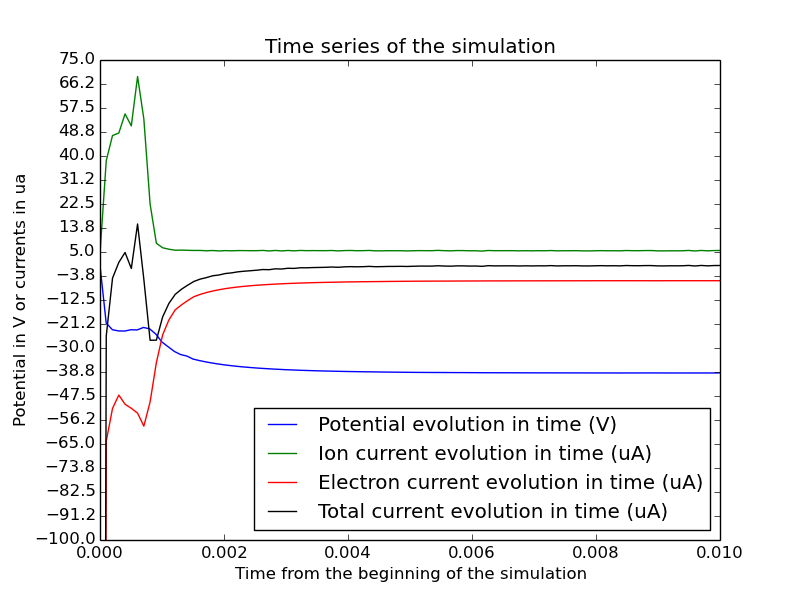 Time series of the simulation
75.0
66.2
57.5
48.8
40.0
31.2
22.5
13.8
5.0
−3.8
−12.5
−21.2
−30.0
−38.8
−47.5
−56.2
−65.0
−73.8
−82.5
−91.2
−100.0
Potential in V or currents in ua
Potential evolution in time (V)
Ion current evolution in time (uA)
Electron current evolution in time (uA)
Total current evolution in time (uA)
0.000 0.002 0.004 0.006 0.008 0.010
Time from the beginning of the simulation